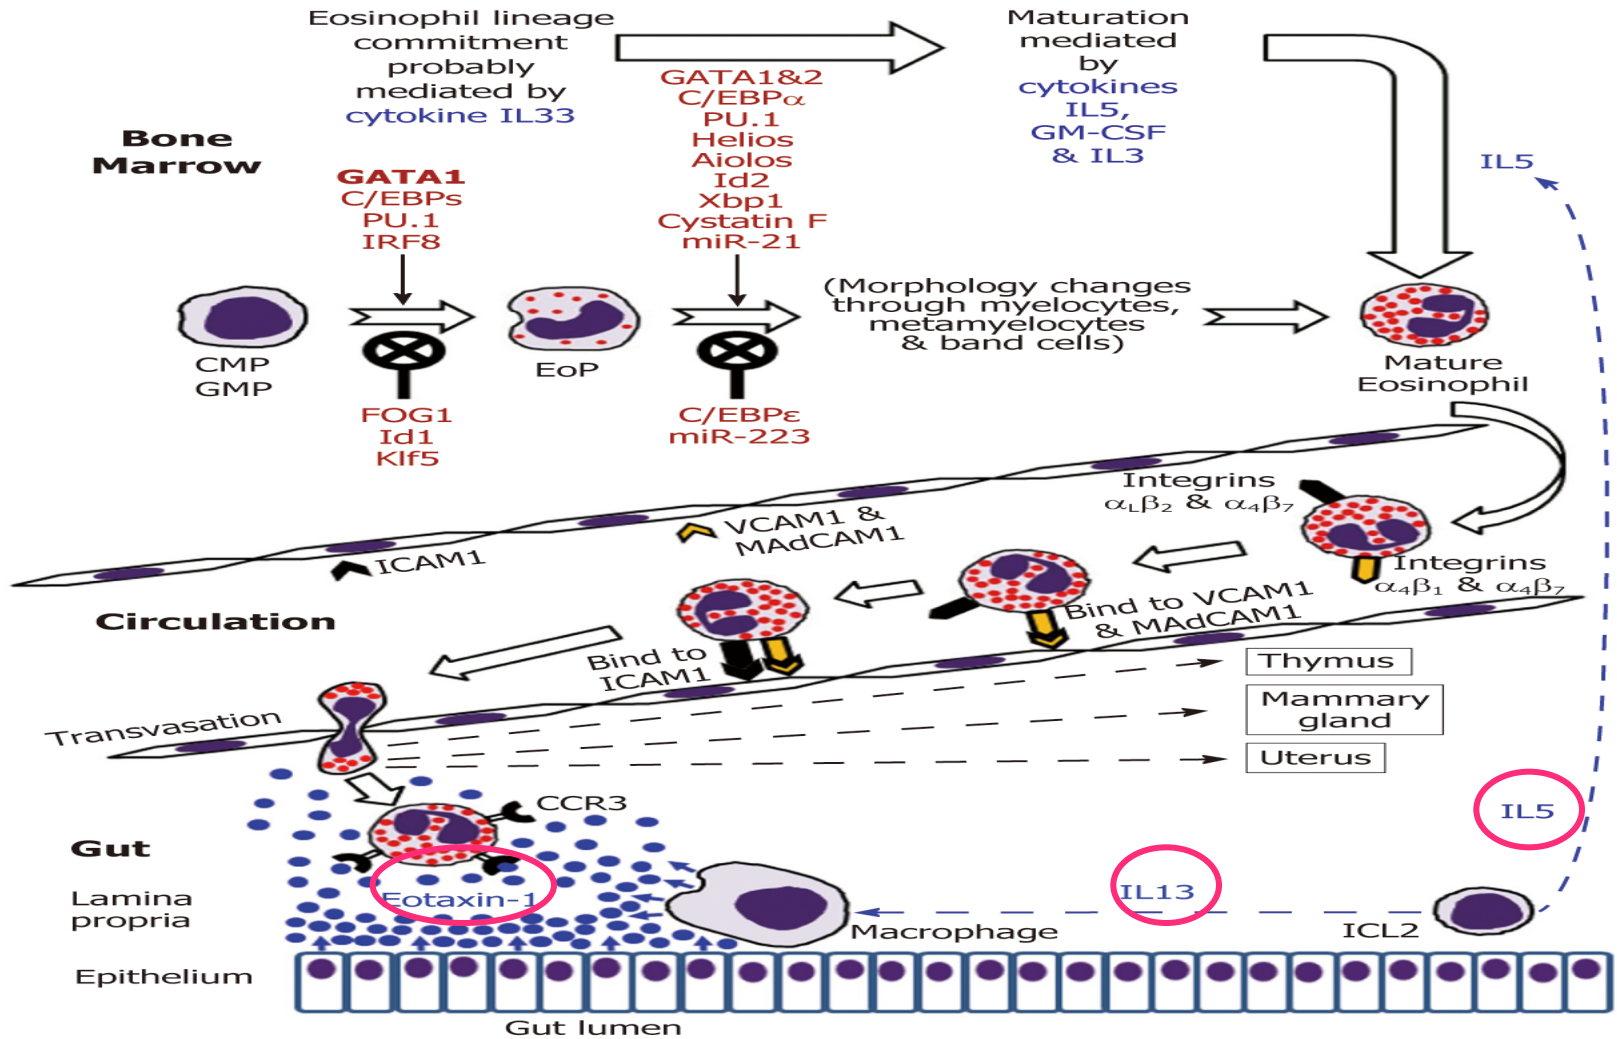 Eosinophil lineage
commitment
probably
mediated by
cytokine IL33
GATA1&2
C/EBPα
PU.1
Helios
Aiolos
Id2
Xbp1
Cystatin F
miR-21
Maturation
mediated
by
cytokines
IL5,
GM-CSF
& IL3
Bone
Marrow
GATA1
C/EBPs
PU.1
IRF8
IL5
CMP
GMP
EoP
(Morphology changes
through myelocytes,
metamyelocytes
& band cells)
Mature
Eosinophil
FOG1
Id1
Klf5
C/EBPε
miR-223
Integrins
αLβ2 & α4β7
VCAM1 &
MAdCAM1
ICAM1
Integrins
α4β1 & α4β7
Circulation
Bind to VCAM1
& MAdCAM1
Bind to
ICAM1
Thymus
Mammary
gland
Uterus
Transvasation
CCR3
IL5
Gut
Eotaxin-1
IL13
Lamina
propria
Macrophage
ICL2
Epithelium
Gut lumen